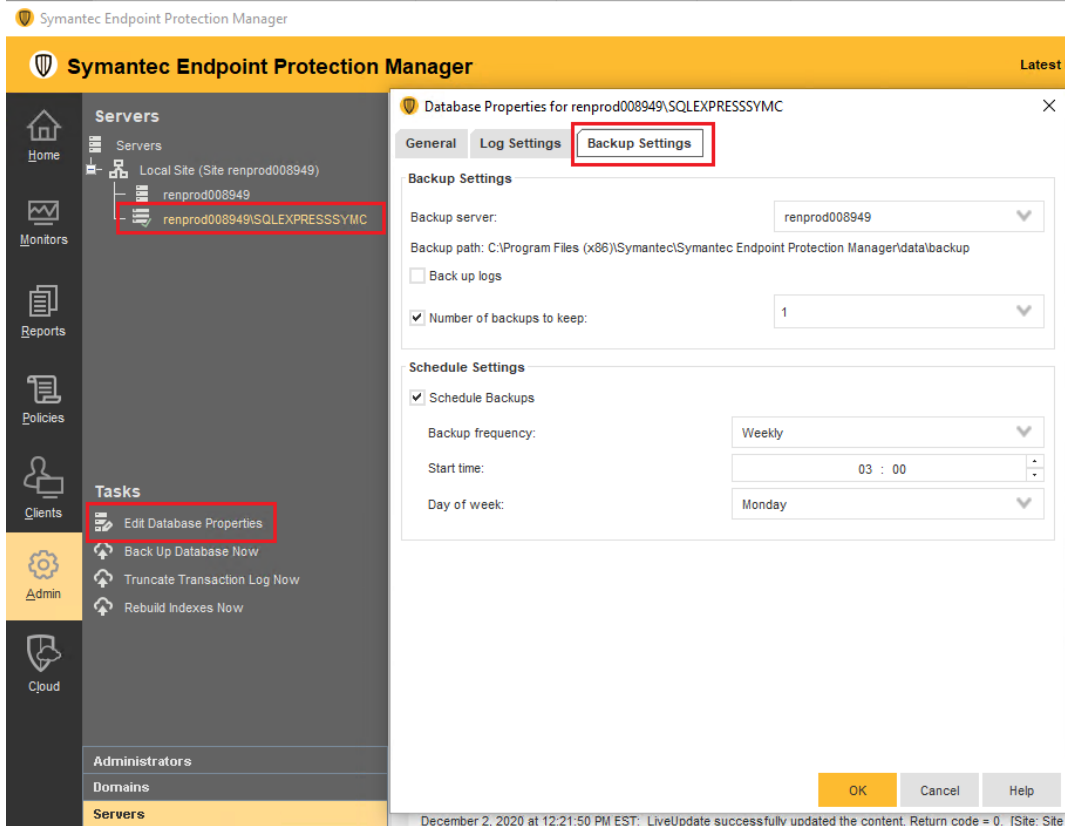 Symantec Endpoint Protection Manager
Symantec Endpoint Protection Manager
Latest
Home
Monitors
Reports
Policies
Clients
Admin
Cloud
Servers
Servers
Local Site (Site renprod008949)
renprod008949
renprod008949\SQLEXPRESSSYMC
Tasks
Edit Database Properties
Back Up Database Now
Truncate Transaction Log Now
Rebuild Indexes Now
Administrators
Domains
Servers
Database Properties for renprod008949\SQLEXPRESSSYMC
General Log Settings Backup Settings
Backup Settings
Backup server: renprod008949
Backup path: C:\Program Files (x86)\Symantec\Symantec Endpoint Protection Manager\data\backup
Back up logs
Number of backups to keep: 1
Schedule Settings
Schedule Backups
Backup frequency: Weekly
Start time: 03 : 00
Day of week: Monday
OK Cancel Help
December 2, 2020 at 12:21:50 PM EST: LiveUpdate successfully updated the content. Return code = 0. [Site: Site